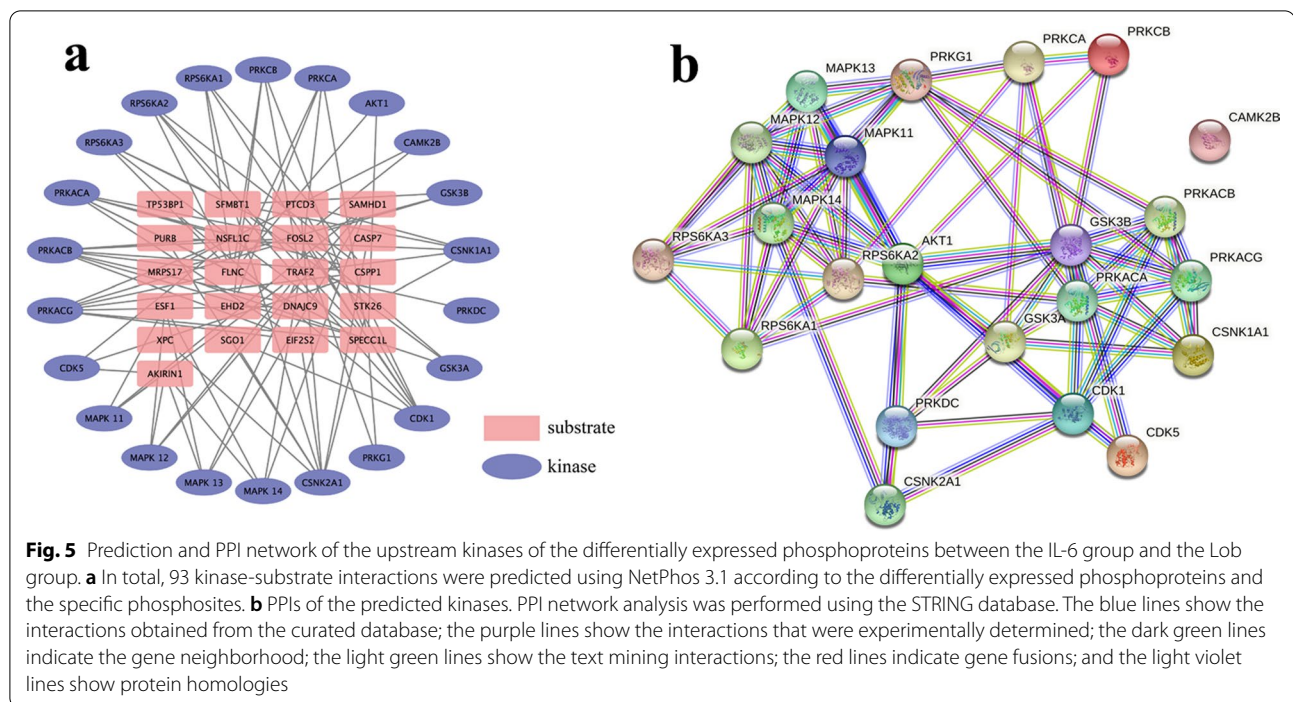 a
PRKCB
RPS6KA1
PRKCA
RPS6KA2
AKT1
RPS6KA3
CAMK2B
PRKACA
GSK3B
TP53BP1 SFMBT1 PTCD3 SAMHD1
PRKACB
PURB NSFL1C FOSL2 CASP7
CSNK1A1
MRPS17 FLNC TRAF2 CSPP1
PRKACG
ESF1 EHD2 DNAJC9 STK26
PRKDC
XPC SGO1 EIF2S2 SPECC1L
CDK5
AKIRIN1
GSK3A
MAPK 11
CDK1
MAPK 12
PRKG1
MAPK 13
MAPK 14
CSNK2A1
substrate
kinase
b
PRKCB
PRKCA
PRKG1
MAPK13
MAPK12
MAPK11
CAMK2B
MAPK14
PRKACB
GSK3B
RPS6KA3
AKT1
RPS6KA2
PRKACG
PRKACA
RPS6KA1
GSK3A
CSNK1A1
CDK1
PRKDC
CDK5
CSNK2A1
Fig. 5 Prediction and PPI network of the upstream kinases of the differentially expressed phosphoproteins between the IL-6 group and the Lob
group. a In total, 93 kinase-substrate interactions were predicted using NetPhos 3.1 according to the differentially expressed phosphoproteins and
the specific phosphosites. b PPIs of the predicted kinases. PPI network analysis was performed using the STRING database. The blue lines show the
interactions obtained from the curated database; the purple lines show the interactions that were experimentally determined; the dark green lines
indicate the gene neighborhood; the light green lines show the text mining interactions; the red lines indicate gene fusions; and the light violet
lines show protein homologies